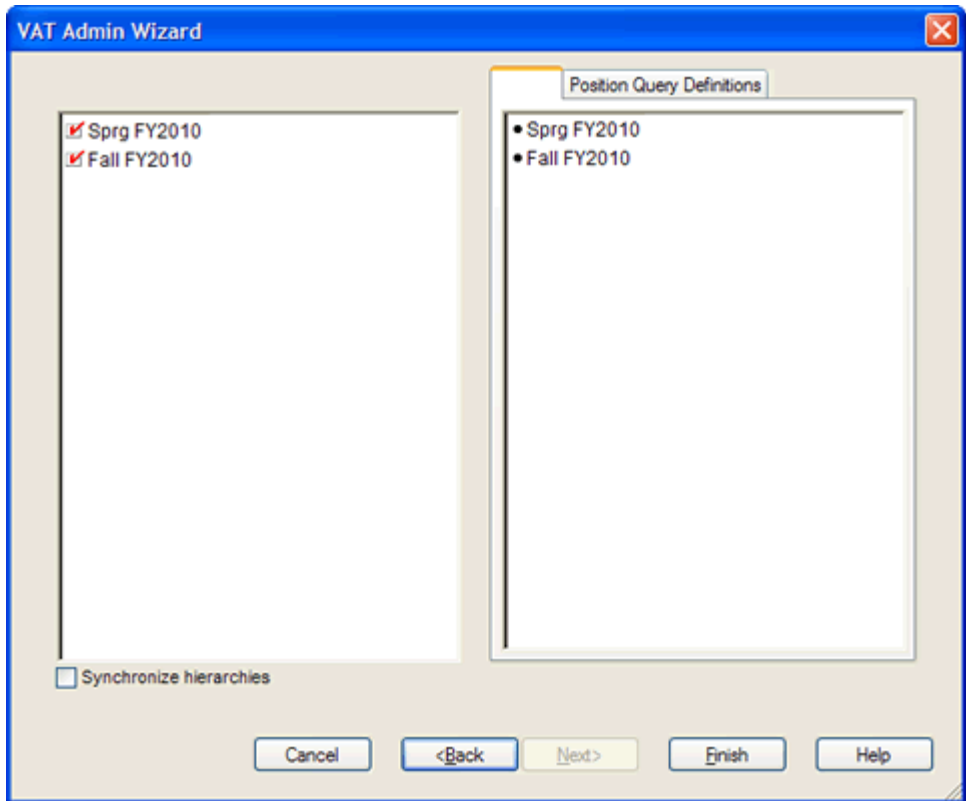 VAT Admin Wizard
Position Query Definitions
Sprg FY2010
Fall FY2010
• Sprg FY2010
• Fall FY2010
Synchronize hierarchies
Cancel
<Back
Next>
Finish
Help